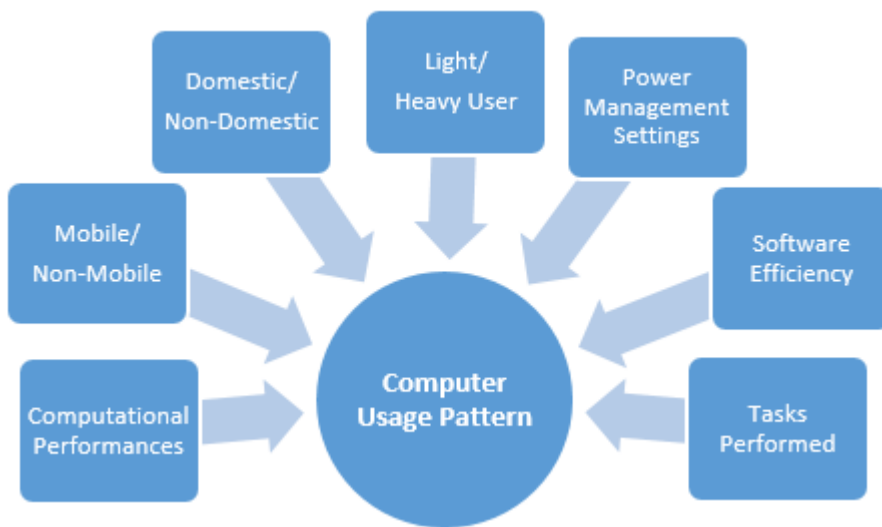 Light/
Heavy User
Domestic/
Non-Domestic
Power
Management
Settings
Mobile/
Non-Mobile
Software
Efficiency
Computer
Usage Pattern
Computational
Performances
Tasks
Performed